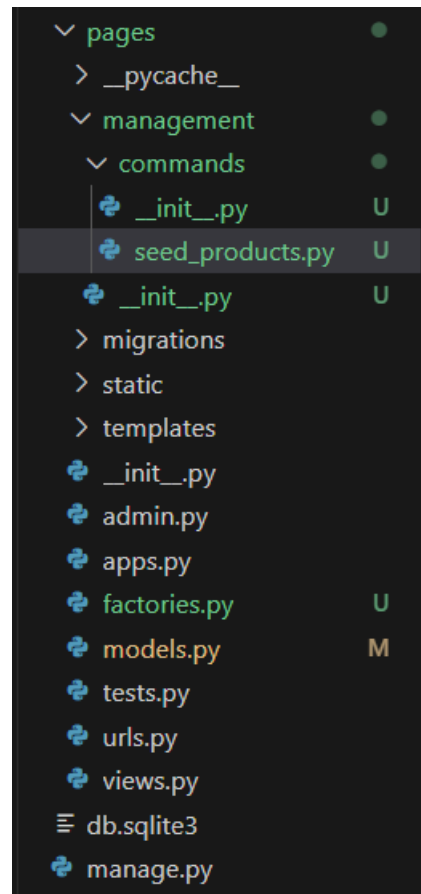 pages
__pycache__
management
commands
__init__.py U
seed_products.py U
__init__.py U
migrations
static
templates
__init__.py
admin.py
apps.py
factories.py U
models.py M
tests.py
urls.py
views.py
db.sqlite3
manage.py